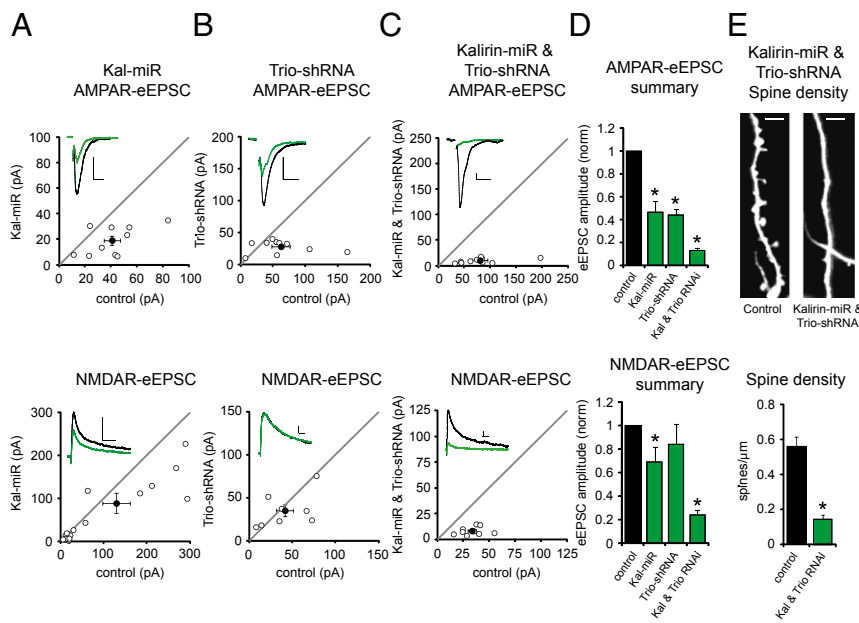 A
B
C
D
E
Kal-miR
AMPAR-eEPSC
Trio-shRNA
AMPAR-eEPSC
Kalirin-miR &
Trio-shRNA
AMPAR-eEPSC
AMPAR-eEPSC
summary
Kalirin-miR &
Trio-shRNA
Spine density
Kal-miR (pA)
100
80
60
40
20
0
0 20 40 60 80 100
control (pA)
Trio-shRNA (pA)
200
150
100
50
0
0 50 100 150 200
control (pA)
Kal-miR & Trio-shRNA (pA)
250
200
150
100
50
0
0 50 100 150 200 250
control (pA)
eEPSC amplitude (norm)
1.2
1
0.8
0.6
0.4
0.2
0
* * *
control
Kal-miR
Trio-shRNA
Kal & Trio RNAi
Control
Kalirin-miR &
Trio-shRNA
NMDAR-eEPSC
Kal-miR (pA)
300
200
100
0
0 100 200 300
control (pA)
NMDAR-eEPSC
Trio-shRNA (pA)
150
100
50
0
0 50 100 150
control (pA)
NMDAR-eEPSC
Kal-miR & Trio-shRNA (pA)
125
100
75
50
25
0
0 25 50 75 100 125
control (pA)
NMDAR-eEPSC
summary
eEPSC amplitude (norm)
1.2
1
0.8
0.6
0.4
0.2
0
* *
control
Kal-miR
Trio-shRNA
Kal & Trio RNAi
Spine density
spines/µm
0.8
0.6
0.4
0.2
0
*
control
Kal & Trio RNAi